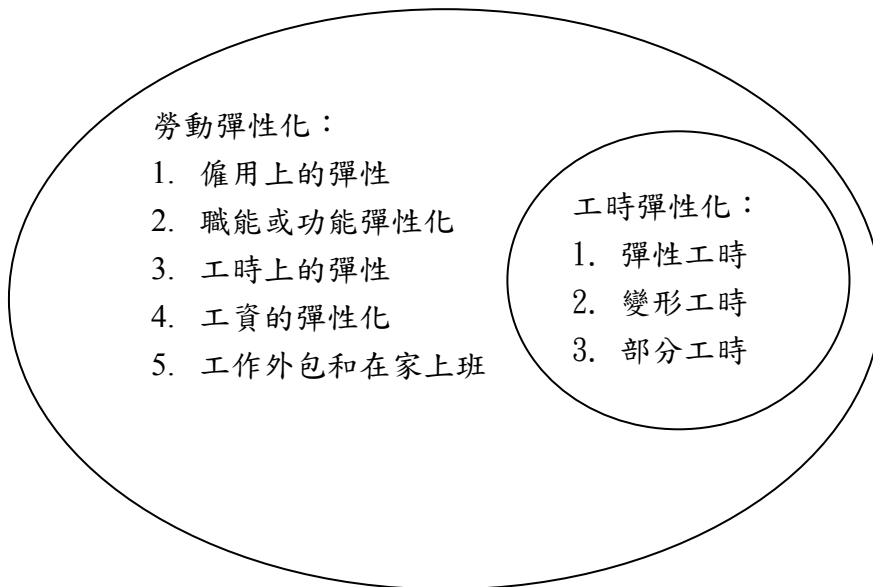 勞動彈性化：
1. 僱用上的彈性
2. 職能或功能彈性化
3. 工時上的彈性
4. 工資的彈性化
5. 工作外包和在家上班
工時彈性化：
1. 彈性工時
2. 變形工時
3. 部分工時